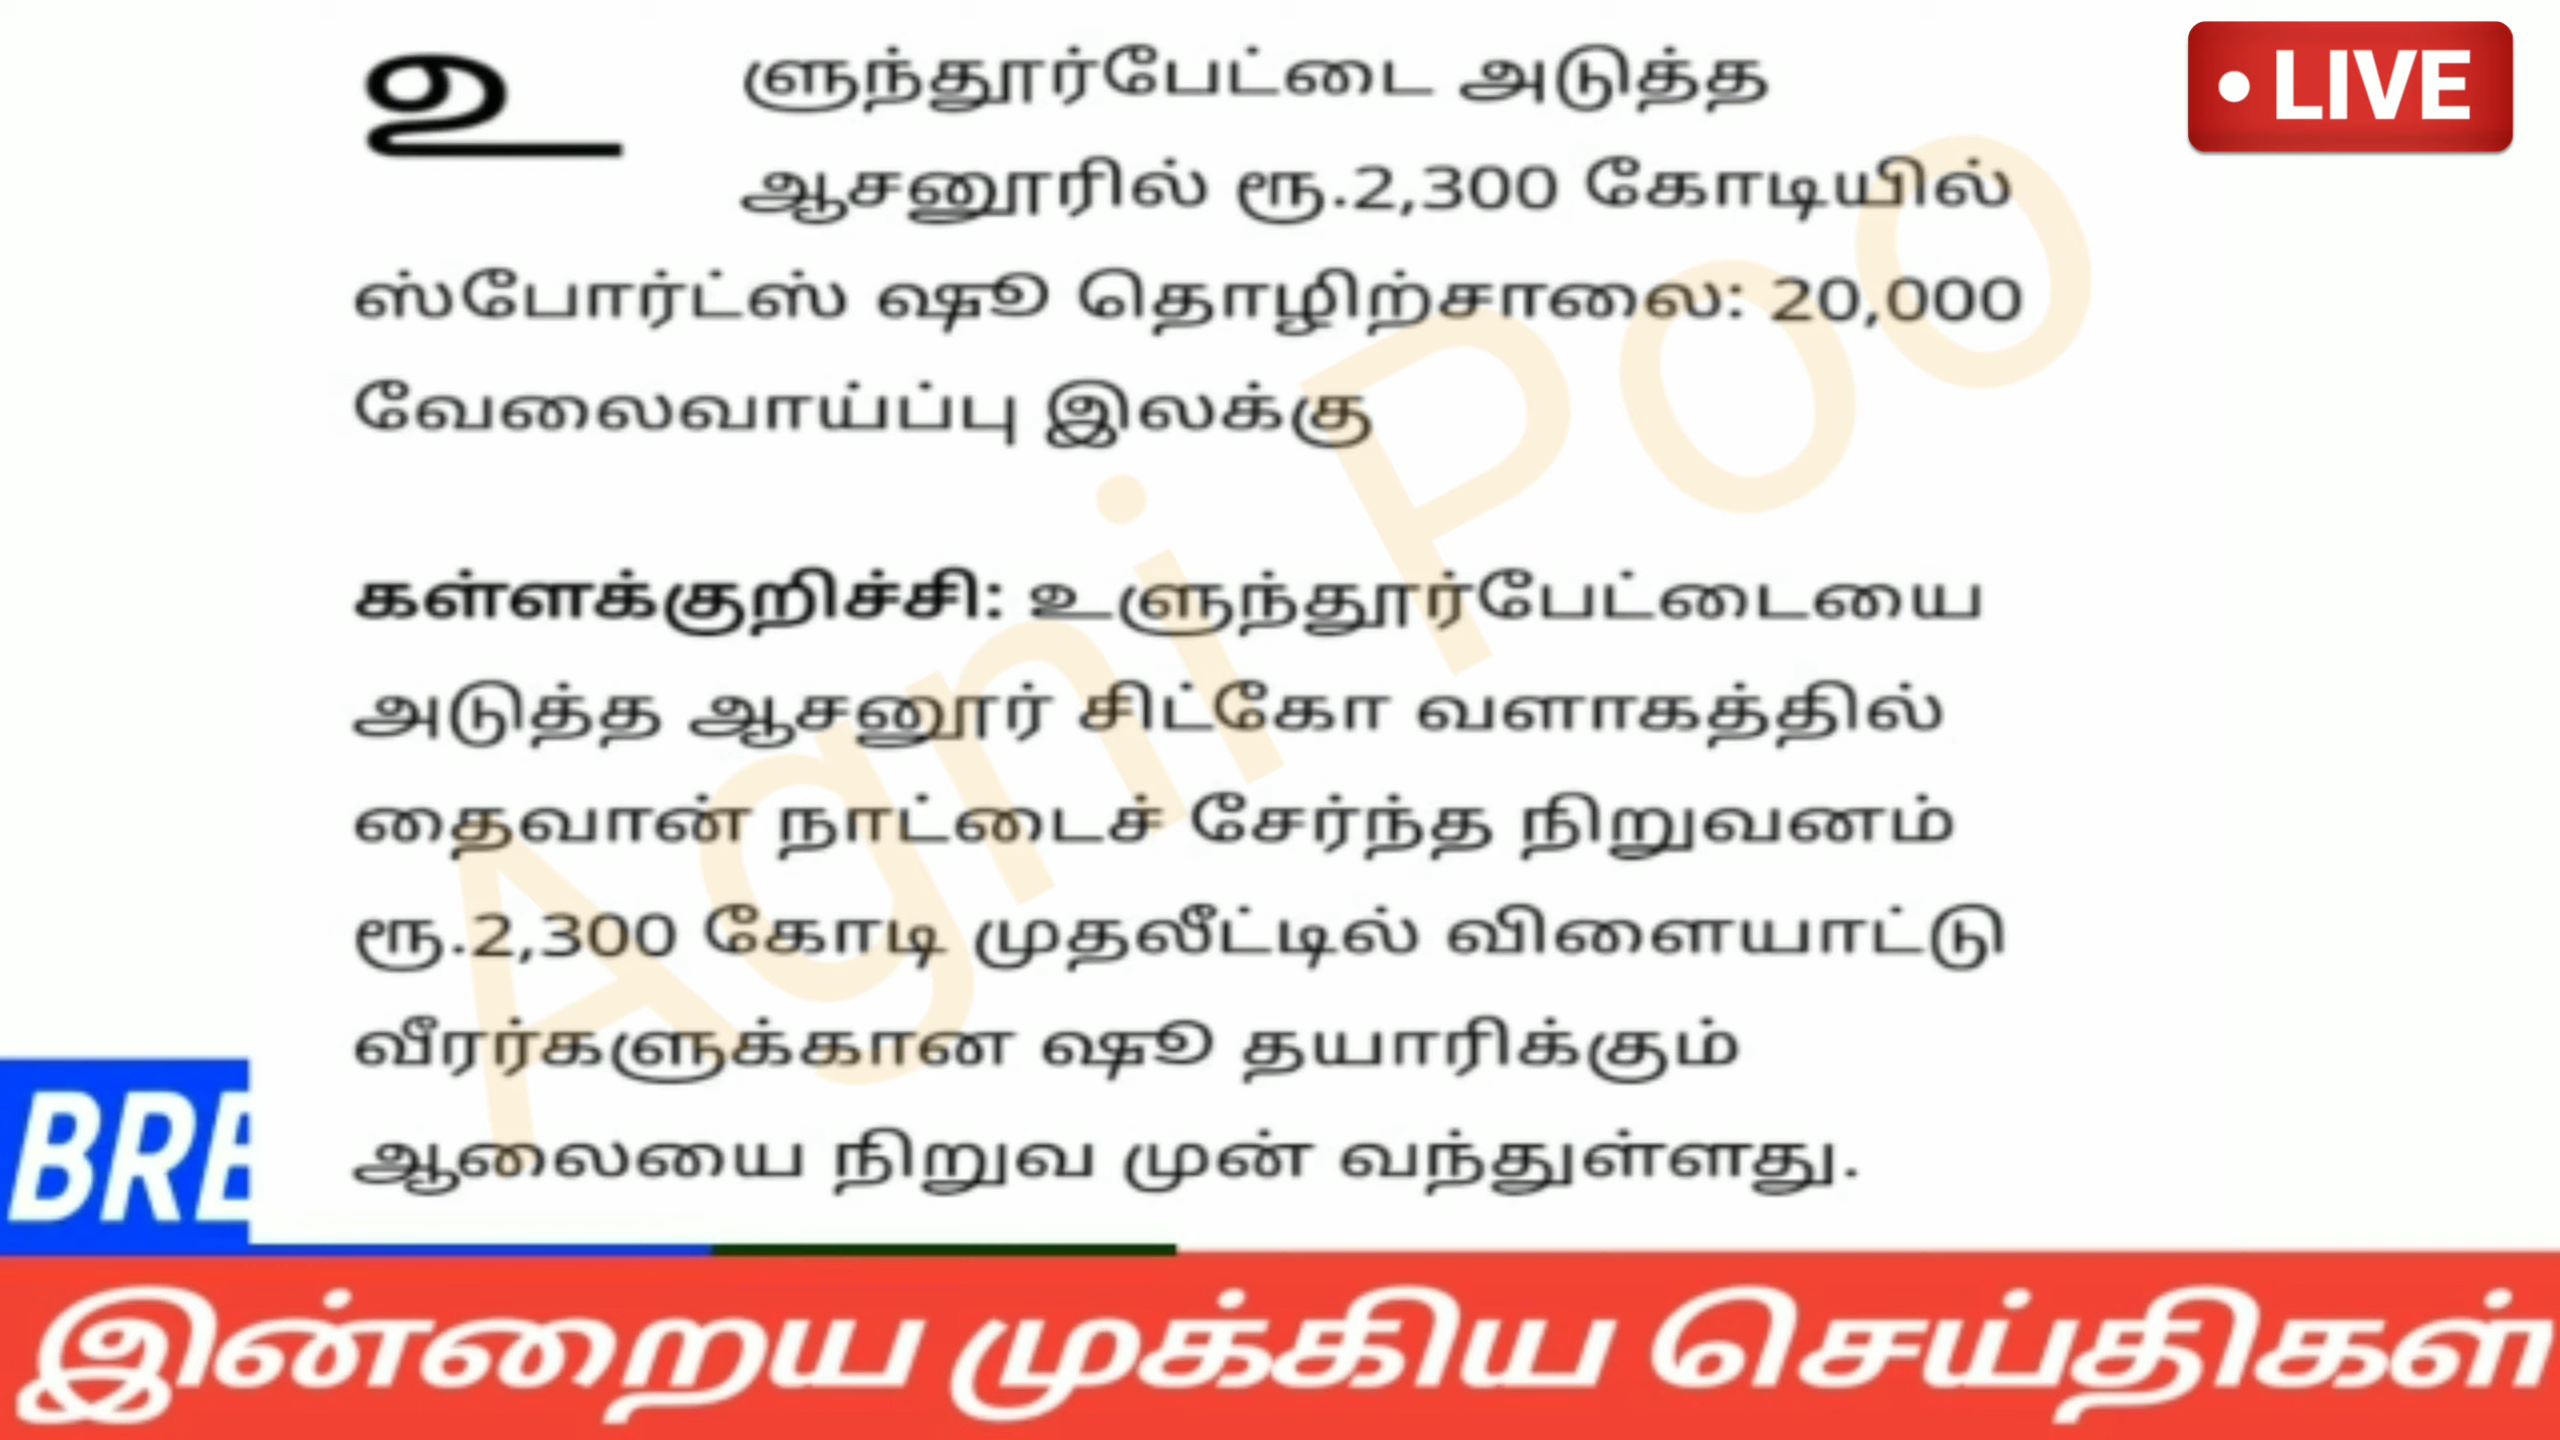 • LIVE
உளுந்தூர்பேட்டை அடுத்த
ஆசனூரில் ரூ.2,300 கோடியில்
ஸ்போர்ட்ஸ் ஷூ தொழிற்சாலை: 20,000
வேலைவாய்ப்பு இலக்கு
கள்ளக்குறிச்சி: உளுந்தூர்பேட்டையை
அடுத்த ஆசனூர் சிட்கோ வளாகத்தில்
தைவான் நாட்டைச் சேர்ந்த நிறுவனம்
ரூ.2,300 கோடி முதலீட்டில் விளையாட்டு
வீரர்களுக்கான ஷூ தயாரிக்கும்
ஆலையை நிறுவ முன் வந்துள்ளது.
Agni Poo
BRE
இன்றைய முக்கிய செய்திகள்